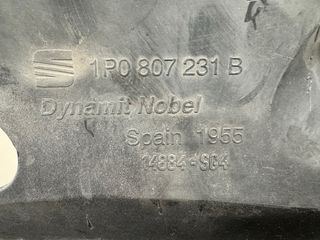 1P0 807 231 B
Dynamit Nobel
Spain 1955
14884-S04